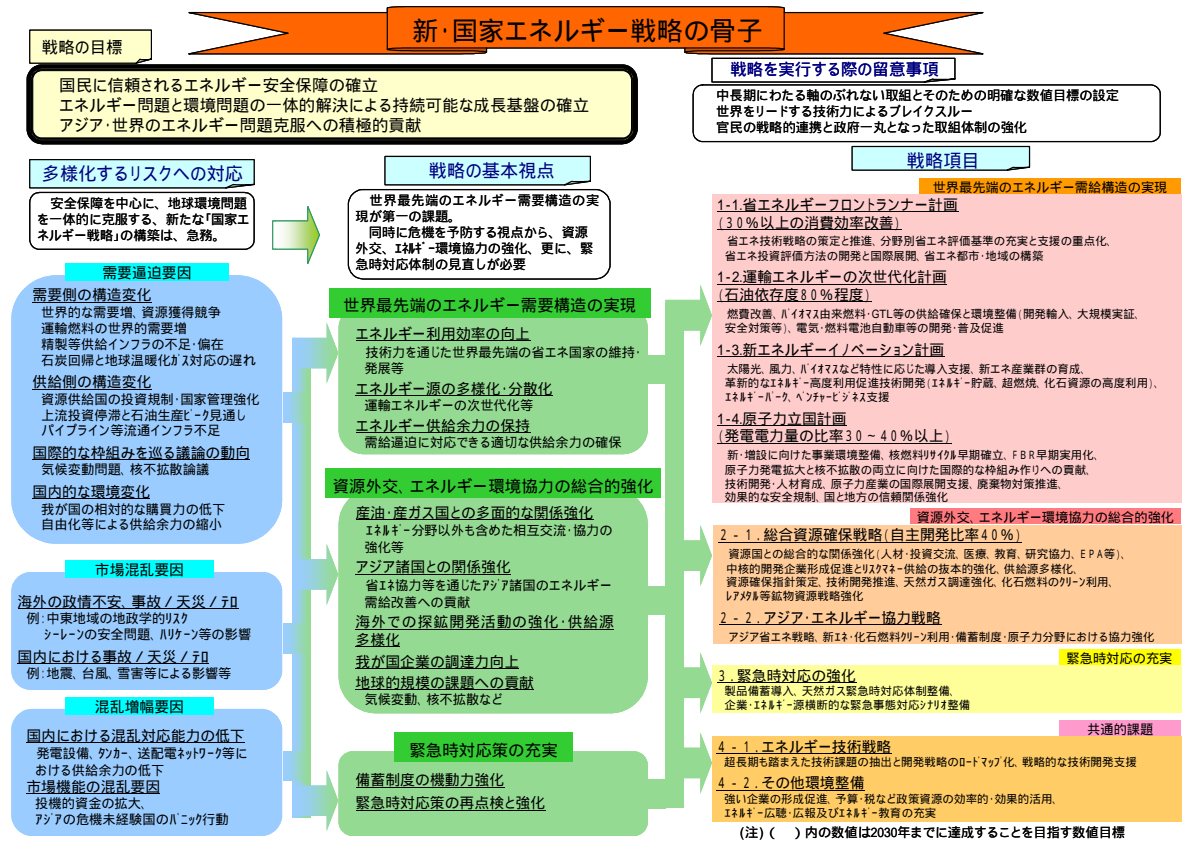 新・国家エネルギー戦略の骨子
戦略の目標
国民に信頼されるエネルギー安全保障の確立
エネルギー問題と環境問題の一体的解決による持続可能な成長基盤の確立
アジア・世界のエネルギー問題克服への積極的貢献
戦略を実行する際の留意事項
中長期にわたる軸のぶれない取組とそのための明確な数値目標の設定
世界をリードする技術力によるブレイクスルー
官民の戦略的連携と政府一丸となった取組体制の強化
多様化するリスクへの対応
安全保障を中心に、地球環境問題
を一体的に克服する、新たな「国家エ
ネルギー戦略」の構築は、急務。
需要逼迫要因
需要側の構造変化
世界的な需要増、資源獲得競争
運輸燃料の世界的需要増
精製等供給インフラの不足・偏在
石炭回帰と地球温暖化ガス対応の遅れ
供給側の構造変化
資源供給国の投資規制・国家管理強化
上流投資停滞と石油生産ピーク見通し
パイプライン等流通インフラ不足
国際的な枠組みを巡る議論の動向
気候変動問題、核不拡散論議
国内的な環境変化
我が国の相対的な購買力の低下
自由化等による供給余力の縮小
市場混乱要因
海外の政情不安、事故/天災/テロ
例:中東地域の地政学的リスク
シーレーンの安全問題、ハリケーン等の影響
国内における事故/天災/テロ
例:地震、台風、雪害等による影響等
混乱増幅要因
国内における混乱対応能力の低下
発電設備、タンカー、送配電ネットワーク等に
おける供給余力の低下
市場機能の混乱要因
投機的資金の拡大、
アジアの危機未経験国のパニック行動
戦略の基本視点
世界最先端のエネルギー需要構造の実
現が第一の課題。
同時に危機を予防する視点から、資源
外交、エネルギー環境協力の強化、更に、緊
急時対応体制の見直しが必要
世界最先端のエネルギー需要構造の実現
エネルギー利用効率の向上
技術力を通じた世界最先端の省エネ国家の維持・
発展等
エネルギー源の多様化・分散化
運輸エネルギーの次世代化等
エネルギー供給余力の保持
需給逼迫に対応できる適切な供給余力の確保
資源外交、エネルギー環境協力の総合的強化
産油・産ガス国との多面的な関係強化
エネルギー分野以外も含めた相互交流・協力の
強化等
アジア諸国との関係強化
省エネ協力等を通じたアジア諸国のエネルギー
需給改善への貢献
海外での探鉱開発活動の強化・供給源
多様化
我が国企業の調達力向上
地球的規模の課題への貢献
気候変動、核不拡散など
緊急時対応策の充実
備蓄制度の機動力強化
緊急時対応策の再点検と強化
戦略項目
世界最先端のエネルギー需給構造の実現
1-1.省エネルギーフロントランナー計画
(30%以上の消費効率改善)
省エネ技術戦略の策定と推進、分野別省エネ評価基準の充実と支援の重点化、
省エネ投資評価方法の開発と国際展開、省エネ都市・地域の構築
1-2.運輸エネルギーの次世代化計画
(石油依存度80%程度)
燃費改善、バイオマス由来燃料・GTL等の供給確保と環境整備(開発輸入、大規模実証、
安全対策等)、電気・燃料電池自動車等の開発・普及促進
1-3.新エネルギーイノベーション計画
太陽光、風力、バイオマスなど特性に応じた導入支援、新エネ産業群の育成、
革新的なエネルギー高度利用促進技術開発(エネルギー貯蔵、超燃焼、化石資源の高度利用)、
エネルギーパーク、ベンチャービジネス支援
1-4.原子力立国計画
(発電電力量の比率30~40%以上)
新・増設に向けた事業環境整備、核燃料リサイクル早期確立、FBR早期実用化、
原子力発電拡大と核不拡散の両立に向けた国際的な枠組み作りへの貢献、
技術開発・人材育成、原子力産業の国際展開支援、廃棄物対策推進、
効果的な安全規制、国と地方の信頼関係強化
資源外交、エネルギー環境協力の総合的強化
2-1.総合資源確保戦略(自主開発比率40%)
資源国との総合的な関係強化(人材・投資交流、医療、教育、研究協力、EPA等)、
中核的開発企業形成促進とリスクマネー供給の抜本的強化、供給源多様化、
資源確保指針策定、技術開発推進、天然ガス調達強化、化石燃料のクリーン利用、
レアメタル等鉱物資源戦略強化
2-2.アジア・エネルギー協力戦略
アジア省エネ戦略、新エネ・化石燃料クリーン利用・備蓄制度・原子力分野における協力強化
緊急時対応の充実
3.緊急時対応の強化
製品備蓄導入、天然ガス緊急時対応体制整備、
企業・エネルギー源横断的な緊急事態対応シナリオ整備
共通的課題
4-1.エネルギー技術戦略
超長期も踏まえた技術課題の抽出と開発戦略のロードマップ化、戦略的な技術開発支援
4-2.その他環境整備
強い企業の形成促進、予算・税など政策資源の効率的・効果的活用、
エネルギー広聴・広報及びエネルギー教育の充実
(注)( )内の数値は2030年までに達成することを目指す数値目標